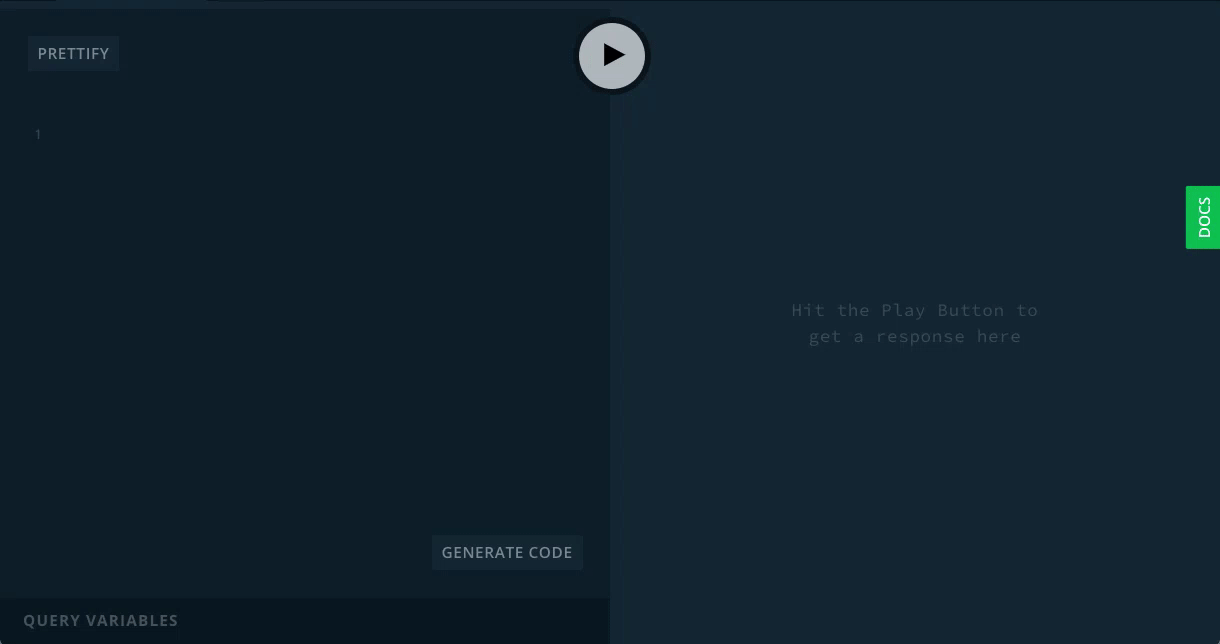 PRETTIFY
1
DOCS
Hit the Play Button to
get a response here
GENERATE CODE
QUERY VARIABLES